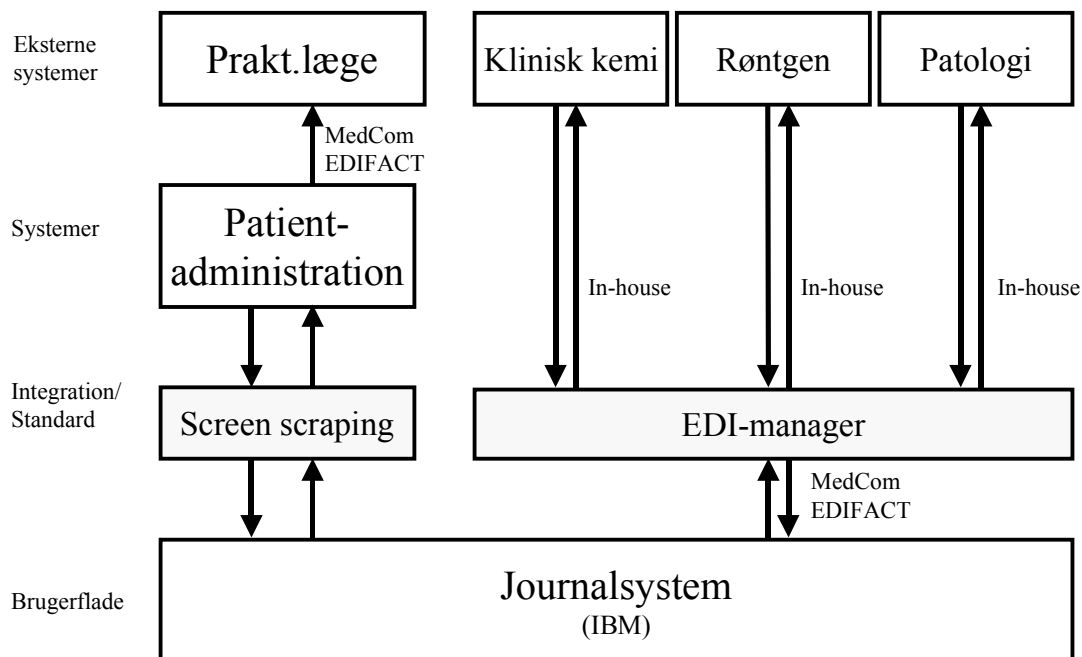 Eksterne
systemer
Prakt.læge
Klinisk kemi
Røntgen
Patologi
MedCom
EDIFACT
Systemer
Patient-
administration
In-house
In-house
In-house
Integration/
Standard
Screen scraping
EDI-manager
MedCom
EDIFACT
Brugerflade
Journalsystem
(IBM)